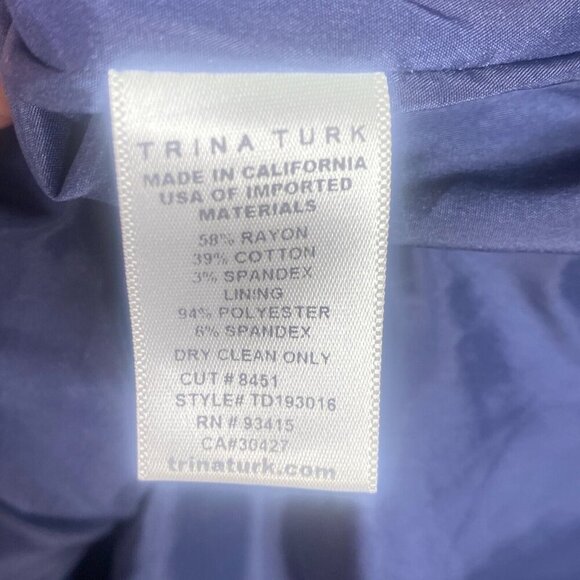 TRINA TURK
MADE IN CALIFORNIA
USA OF IMPORTED
MATERIALS
58% RAYON
39% COTTON
3% SPANDEX
LINING
94% POLYESTER
6% SPANDEX
DRY CLEAN ONLY
CUT # 8451
STYLE# TD193016
RN # 93415
CA#30427
trinaturk.com